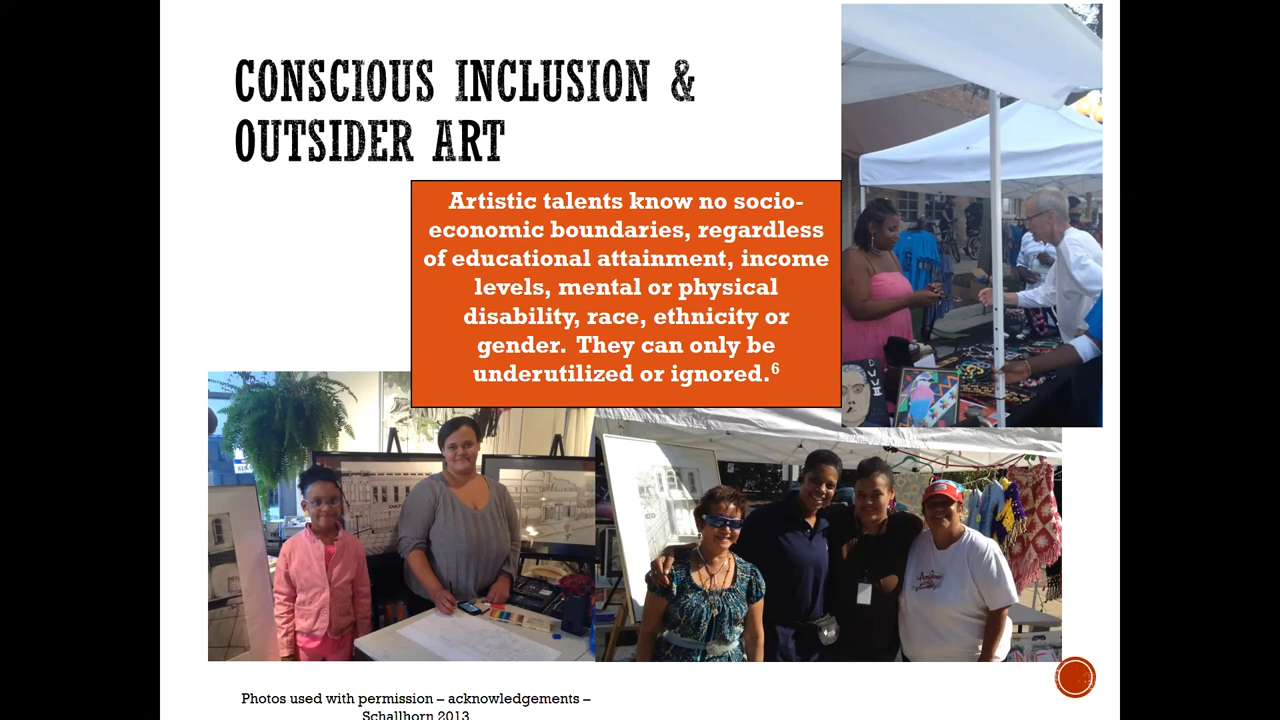 CONSCIOUS INCLUSION &
OUTSIDER ART
Artistic talents know no socio-
economic boundaries, regardless
of educational attainment, income
levels, mental or physical
disability, race, ethnicity or
gender. They can only be
underutilized or ignored.⁶
Photos used with permission – acknowledgements –
Schallhorn 2013